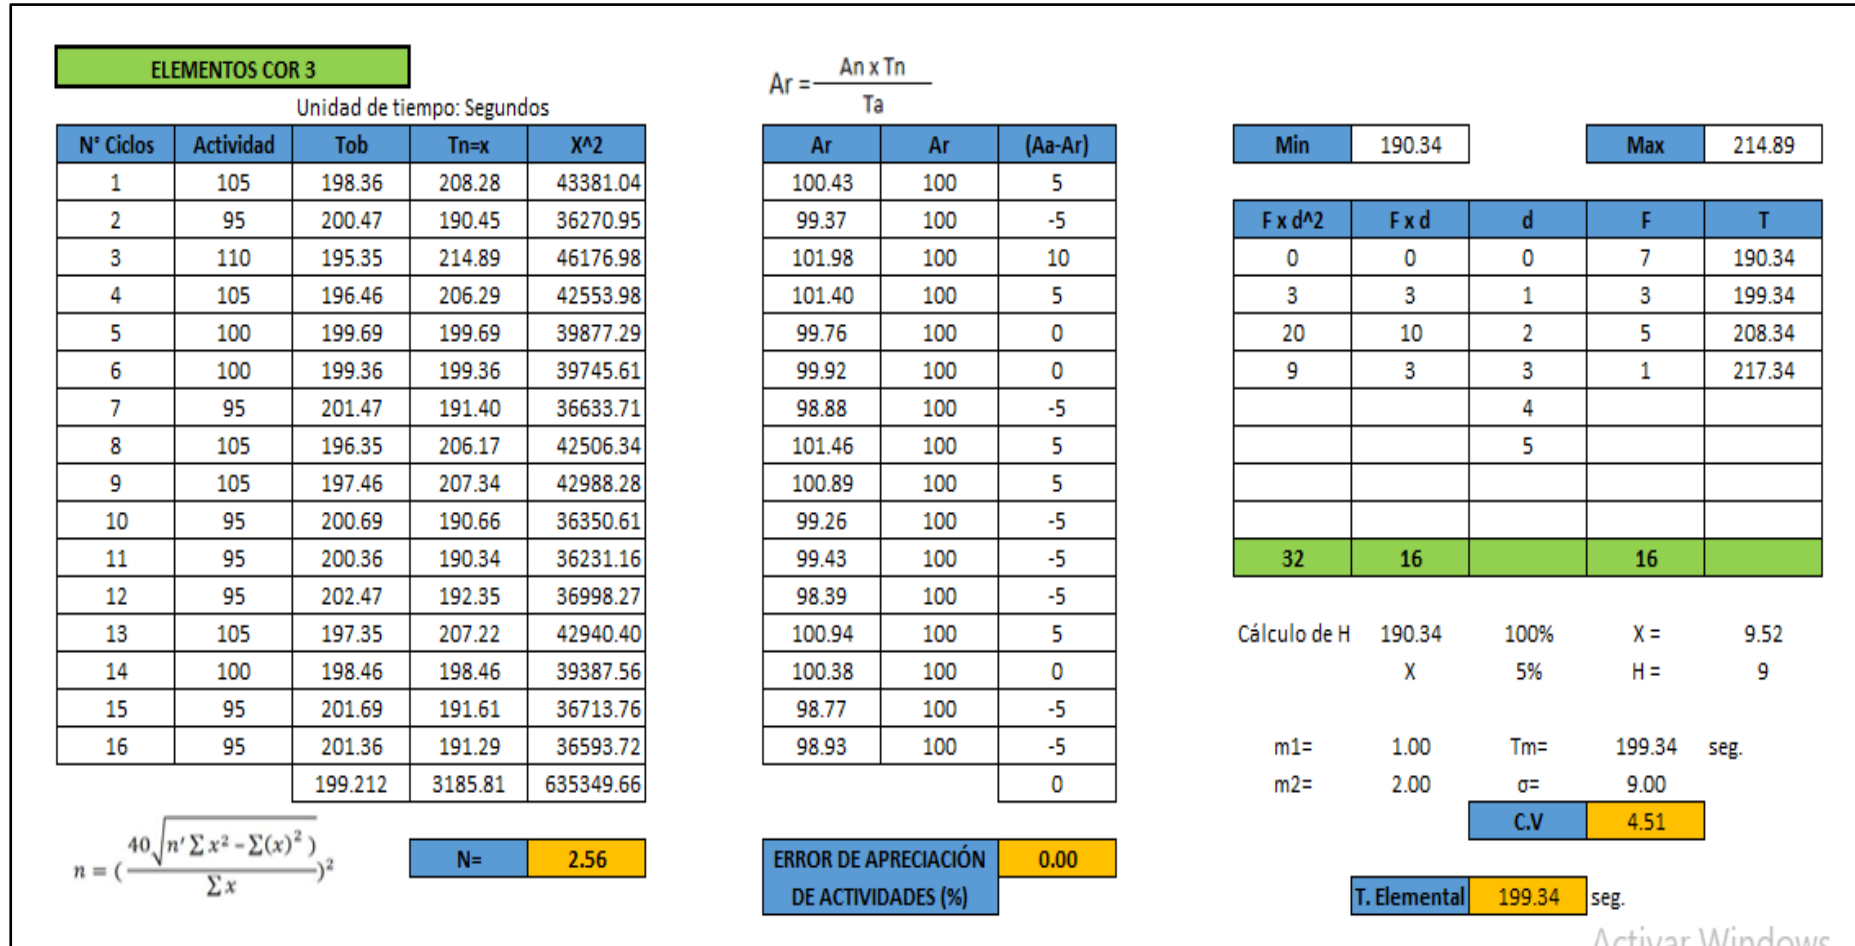 ELEMENTOS COR 3
Unidad de tiempo: Segundos
N° Ciclos Actividad Tob Tn=x X^2
1 105 198.36 208.28 43381.04
2 95 200.47 190.45 36270.95
3 110 195.35 214.89 46176.98
4 105 196.46 206.29 42553.98
5 100 199.69 199.69 39877.29
6 100 199.36 199.36 39745.61
7 95 201.47 191.40 36633.71
8 105 196.35 206.17 42506.34
9 105 197.46 207.34 42988.28
10 95 200.69 190.66 36350.61
11 95 200.36 190.34 36231.16
12 95 202.47 192.35 36998.27
13 105 197.35 207.22 42940.40
14 100 198.46 198.46 39387.56
15 95 201.69 191.61 36713.76
16 95 201.36 191.29 36593.72
199.212 3185.81 635349.66
n = (40√(n′ ∑ x² − ∑(x)² ) / ∑ x)²
N= 2.56
Ar = An x Tn / Ta
Ar Ar (Aa-Ar)
100.43 100 5
99.37 100 -5
101.98 100 10
101.40 100 5
99.76 100 0
99.92 100 0
98.88 100 -5
101.46 100 5
100.89 100 5
99.26 100 -5
99.43 100 -5
98.39 100 -5
100.94 100 5
100.38 100 0
98.77 100 -5
98.93 100 -5
0
ERROR DE APRECIACIÓN 0.00
DE ACTIVIDADES (%)
Min 190.34 Max 214.89
F x d^2 F x d d F T
0 0 0 7 190.34
3 3 1 3 199.34
20 10 2 5 208.34
9 3 3 1 217.34
4
5
32 16 16
Cálculo de H 190.34 100% X = 9.52
X 5% H = 9
m1= 1.00 Tm= 199.34 seg.
m2= 2.00 σ= 9.00
C.V 4.51
T. Elemental 199.34 seg.
Activar Windows